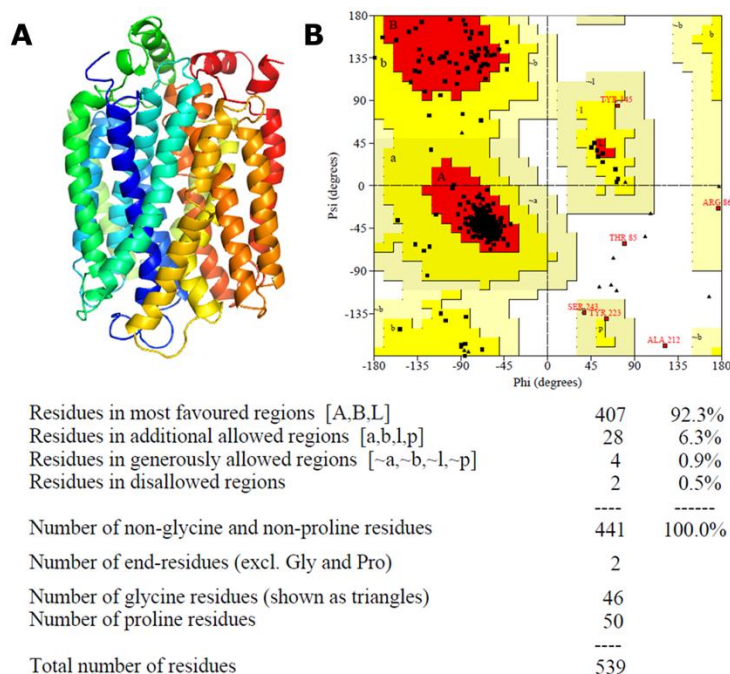 A
B
180
135
90
45
0
-45
-90
-135
-180
Psi (degrees)
B
b
a
A
~a
~b
~b
~b
b
~l
l
TYR 145
ARG 86
THR 85
SER 243
TYR 223
p
ALA 212
b
b
~b
b
-180 -135 -90 -45 0 45 90 135 180
Phi (degrees)
Residues in most favoured regions [A,B,L] 407 92.3%
Residues in additional allowed regions [a,b,l,p] 28 6.3%
Residues in generously allowed regions [~a,~b,~l,~p] 4 0.9%
Residues in disallowed regions 2 0.5%
---- ------
Number of non-glycine and non-proline residues 441 100.0%
Number of end-residues (excl. Gly and Pro) 2
Number of glycine residues (shown as triangles) 46
Number of proline residues 50
----
Total number of residues 539